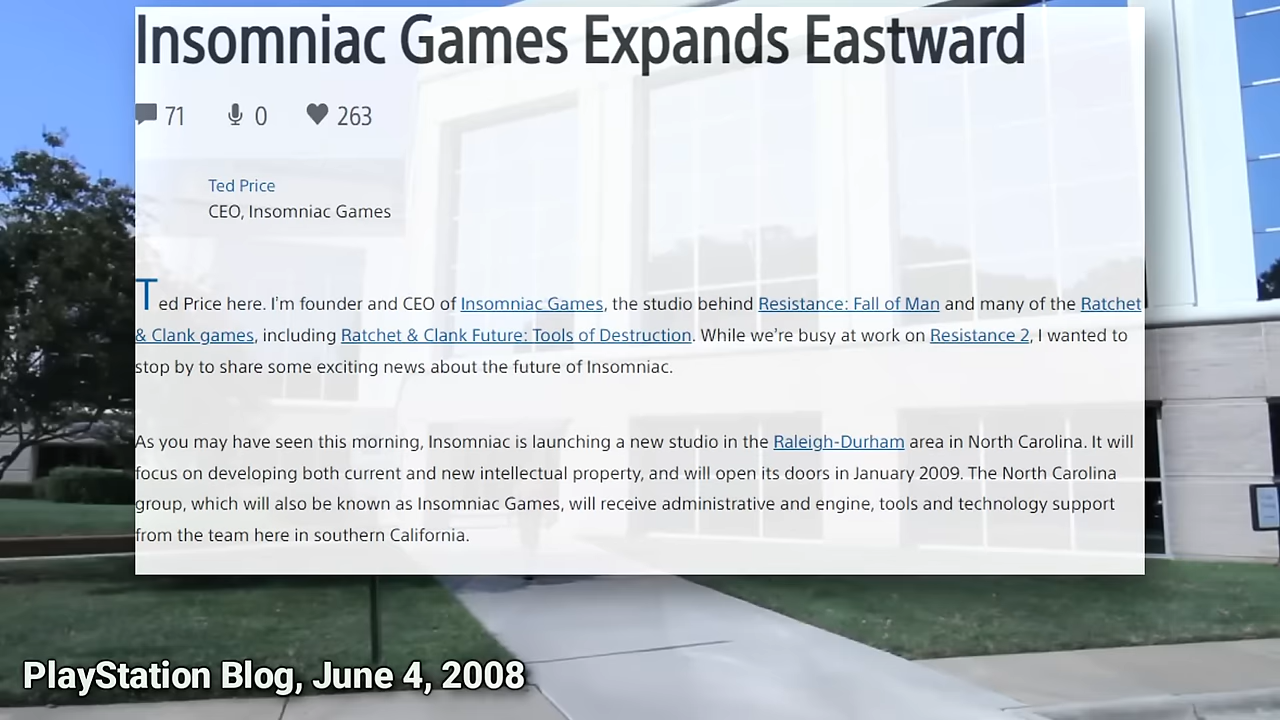 Insomniac Games Expands Eastward
71 0 263
Ted Price
CEO, Insomniac Games
Ted Price here. I'm founder and CEO of Insomniac Games, the studio behind Resistance: Fall of Man and many of the Ratchet
& Clank games, including Ratchet & Clank Future: Tools of Destruction. While we're busy at work on Resistance 2, I wanted to
stop by to share some exciting news about the future of Insomniac.
As you may have seen this morning, Insomniac is launching a new studio in the Raleigh-Durham area in North Carolina. It will
focus on developing both current and new intellectual property, and will open its doors in January 2009. The North Carolina
group, which will also be known as Insomniac Games, will receive administrative and engine, tools and technology support
from the team here in southern California.
PlayStation Blog, June 4, 2008